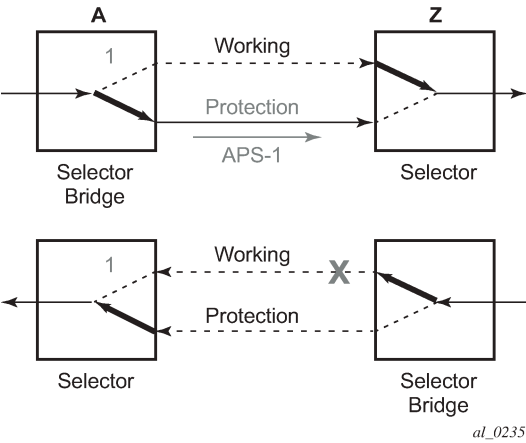 A
Z
1
Working
Protection
APS-1
Selector
Bridge
Selector
1
Working
X
Protection
Selector
Selector
Bridge
al_0235